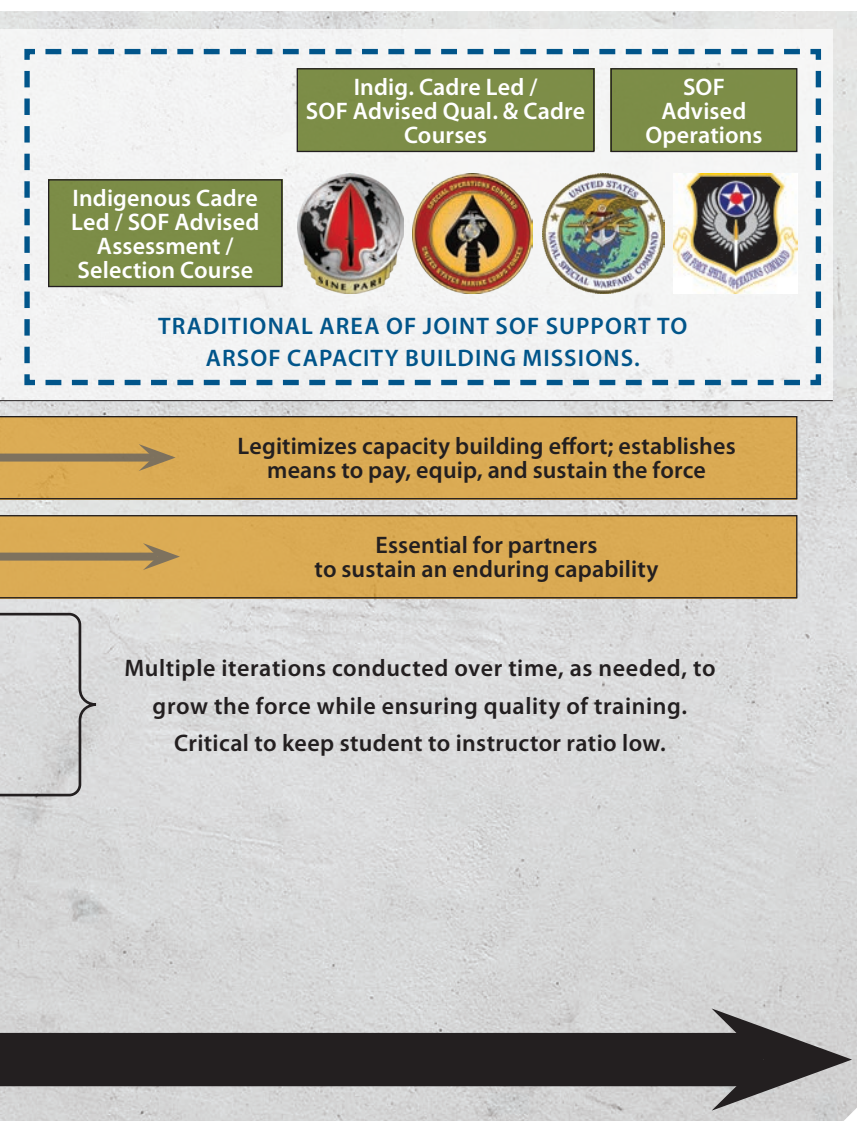 Indig. Cadre Led /
SOF Advised Qual. & Cadre
Courses
SOF
Advised
Operations
Indigenous Cadre
Led / SOF Advised
Assessment /
Selection Course
SINE PARI
SPECIAL OPERATIONS COMMAND
UNITED STATES MARINE CORPS FORCES
UNITED STATES
NAVAL SPECIAL WARFARE COMMAND
AIR FORCE SPECIAL OPERATIONS COMMAND
TRADITIONAL AREA OF JOINT SOF SUPPORT TO
ARSOF CAPACITY BUILDING MISSIONS.
Legitimizes capacity building effort; establishes
means to pay, equip, and sustain the force
Essential for partners
to sustain an enduring capability
Multiple iterations conducted over time, as needed, to
grow the force while ensuring quality of training.
Critical to keep student to instructor ratio low.